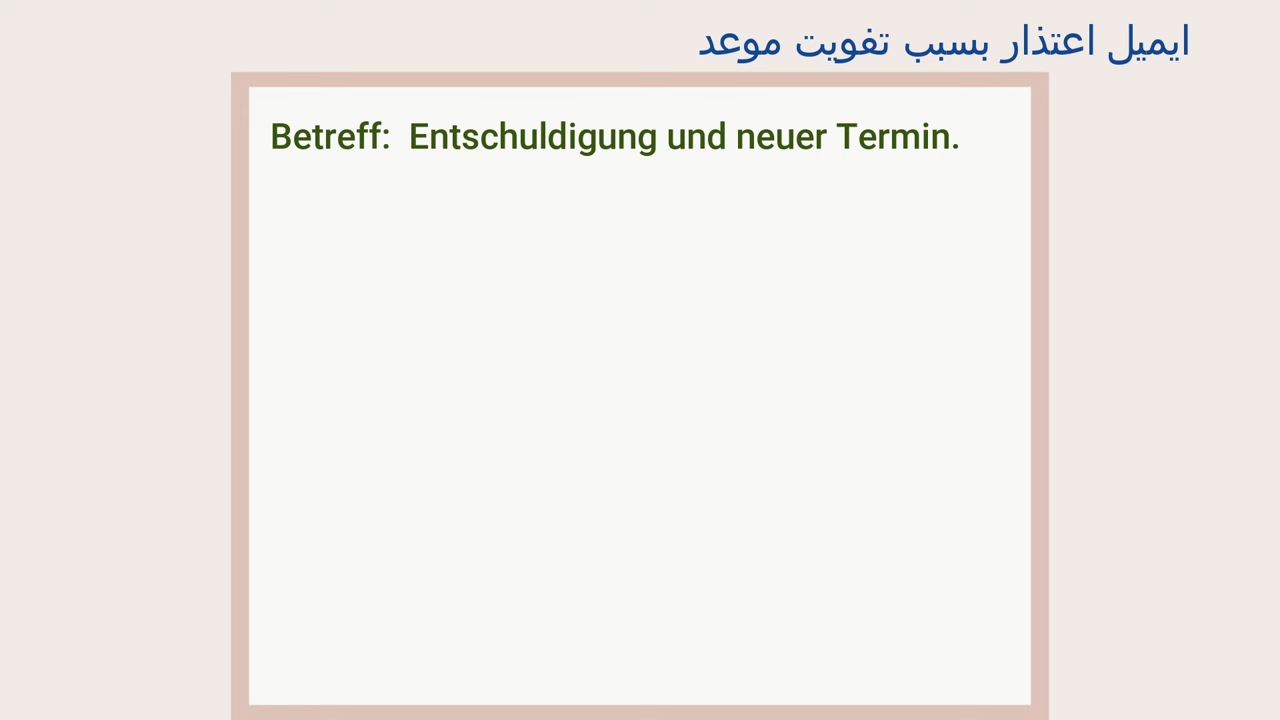 ايميل اعتذار بسبب تفويت موعد
Betreff: Entschuldigung und neuer Termin.